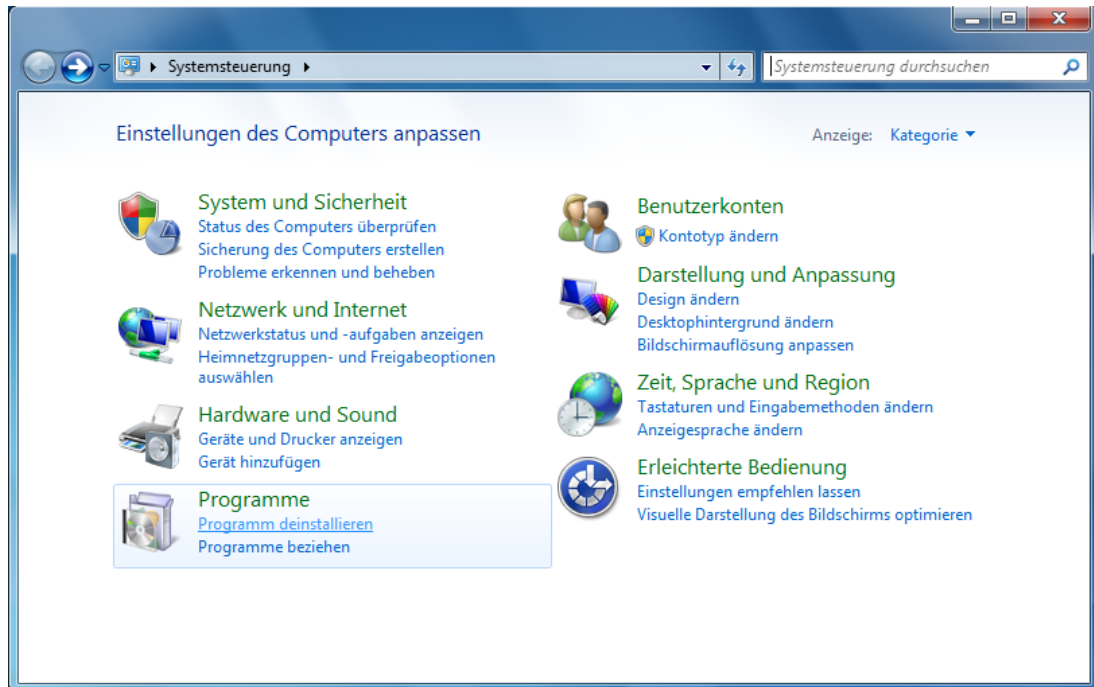 Systemsteuerung
Systemsteuerung durchsuchen
Einstellungen des Computers anpassen
Anzeige: Kategorie
System und Sicherheit
Status des Computers überprüfen
Sicherung des Computers erstellen
Probleme erkennen und beheben
Netzwerk und Internet
Netzwerkstatus und -aufgaben anzeigen
Heimnetzgruppen- und Freigabeoptionen
auswählen
Hardware und Sound
Geräte und Drucker anzeigen
Gerät hinzufügen
Programme
Programm deinstallieren
Programme beziehen
Benutzerkonten
Kontotyp ändern
Darstellung und Anpassung
Design ändern
Desktophintergrund ändern
Bildschirmauflösung anpassen
Zeit, Sprache und Region
Tastaturen und Eingabemethoden ändern
Anzeigesprache ändern
Erleichterte Bedienung
Einstellungen empfehlen lassen
Visuelle Darstellung des Bildschirms optimieren